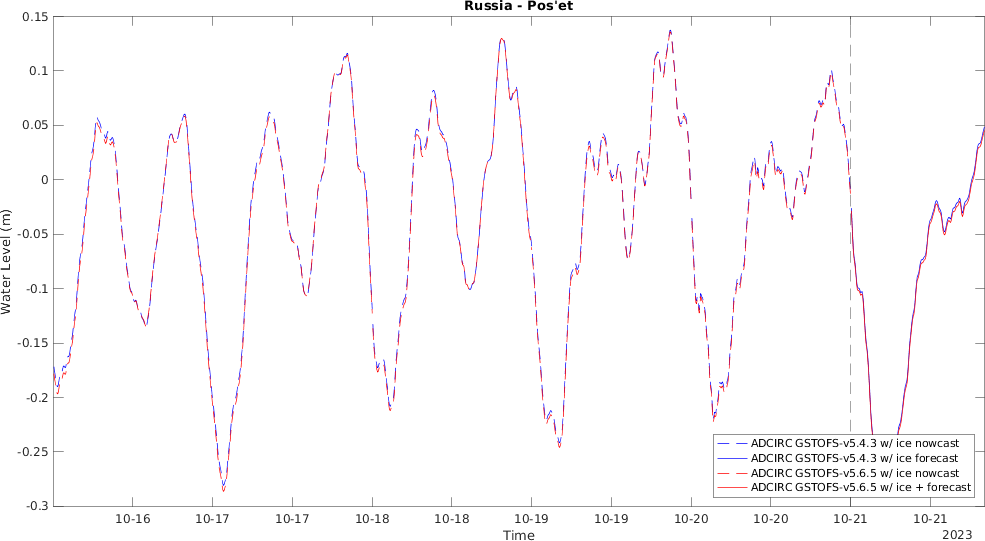 Russia - Pos'et
0.15
0.1
0.05
0
-0.05
-0.1
-0.15
-0.2
-0.25
-0.3
Water Level (m)
ADCIRC GSTOFS-v5.4.3 w/ ice nowcast
ADCIRC GSTOFS-v5.4.3 w/ ice forecast
ADCIRC GSTOFS-v5.6.5 w/ ice nowcast
ADCIRC GSTOFS-v5.6.5 w/ ice + forecast
10-16 10-17 10-17 10-18 10-18 10-19 10-19 10-20 10-20 10-21 10-21
Time
2023